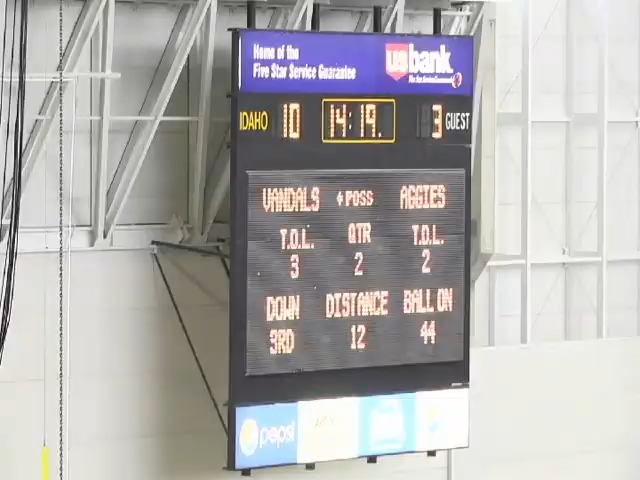 Home of the
Five Star Service Guarantee
usbank.
IDAHO 10 14:19. 3 GUEST
VANDALS POSS AGGIES
T.O.L. QTR T.O.L.
3 2 2
DOWN DISTANCE BALL ON
3RD 12 44
pepsi